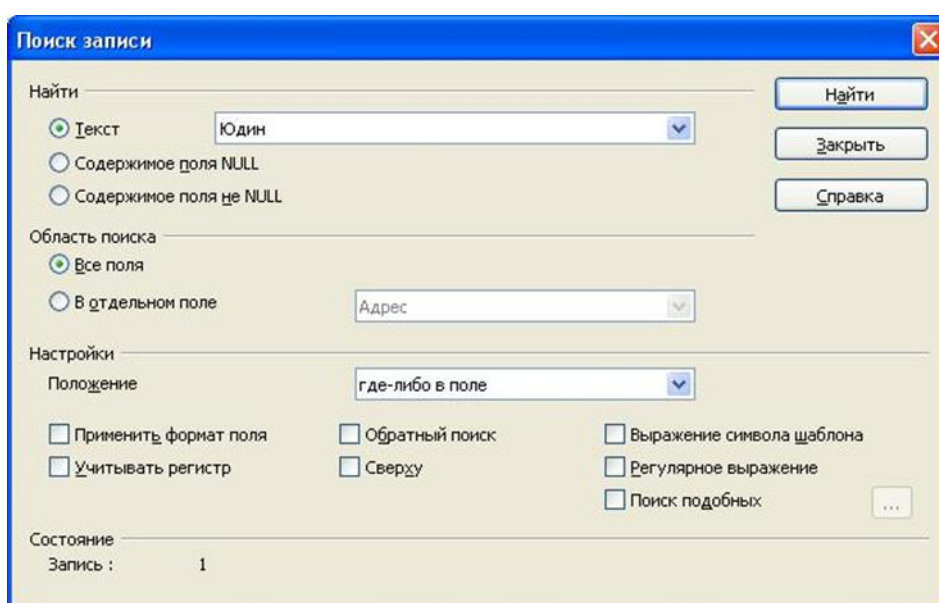 Поиск записи
Найти
Найти
Текст Юдин
Закрыть
Содержимое поля NULL
Содержимое поля не NULL
Справка
Область поиска
Все поля
В отдельном поле Адрес
Настройки
Положение где-либо в поле
Применить формат поля Обратный поиск Выражение символа шаблона
Учитывать регистр Сверху Регулярное выражение
Поиск подобных ...
Состояние
Запись : 1